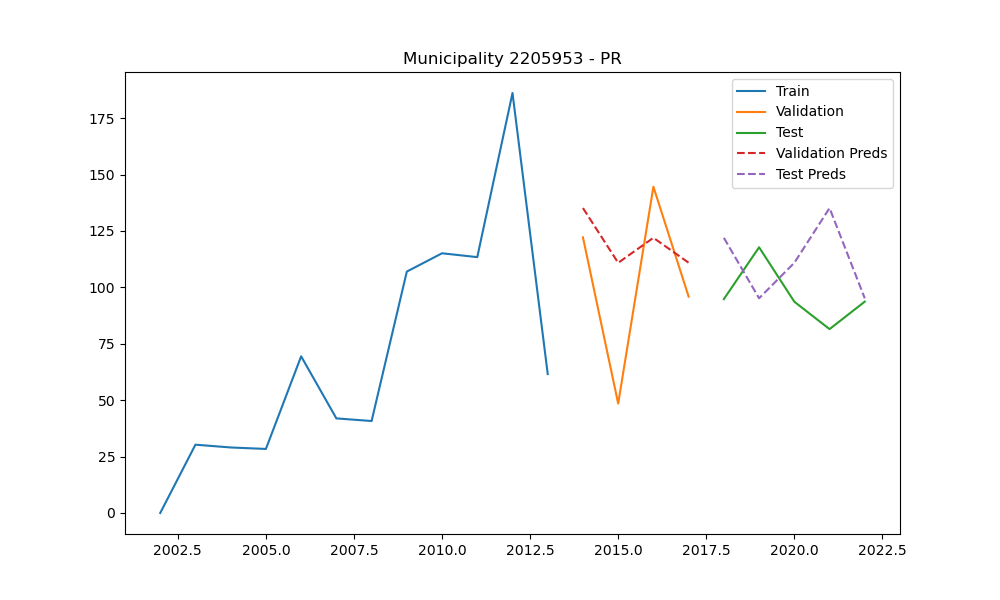 Municipality 2205953 - PR
Train
Validation
Test
Validation Preds
Test Preds
175
150
125
100
75
50
25
0
2002.5 2005.0 2007.5 2010.0 2012.5 2015.0 2017.5 2020.0 2022.5